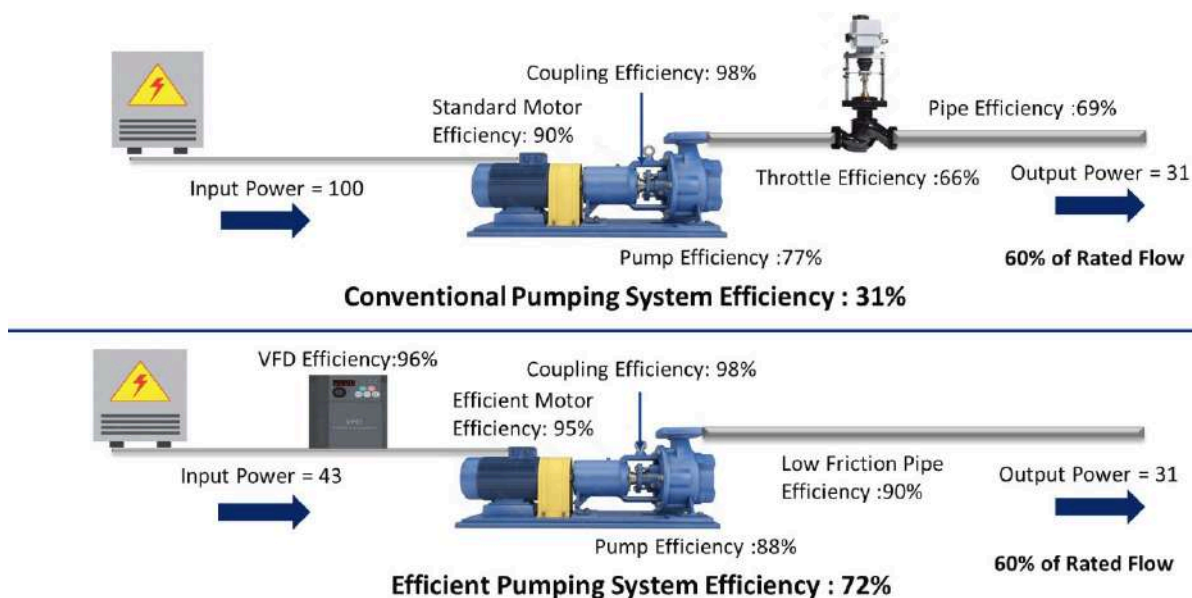 Coupling Efficiency: 98%
Standard Motor
Efficiency: 90%
Pipe Efficiency :69%
Input Power = 100
Throttle Efficiency :66%
Output Power = 31
Pump Efficiency :77%
60% of Rated Flow
Conventional Pumping System Efficiency : 31%
VFD Efficiency:96%
Coupling Efficiency: 98%
Efficient Motor
Efficiency: 95%
Input Power = 43
Low Friction Pipe
Efficiency :90%
Output Power = 31
Pump Efficiency :88%
60% of Rated Flow
Efficient Pumping System Efficiency : 72%